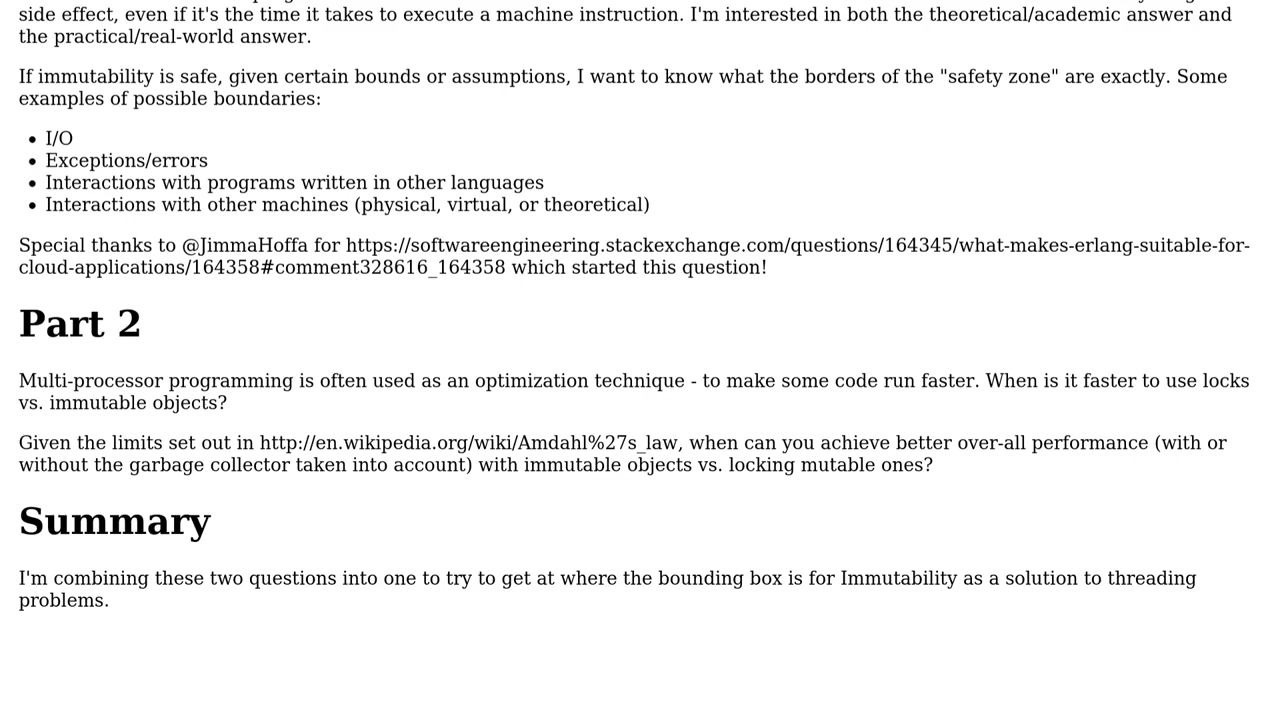 side effect, even if it's the time it takes to execute a machine instruction. I'm interested in both the theoretical/academic answer and
the practical/real-world answer.
If immutability is safe, given certain bounds or assumptions, I want to know what the borders of the "safety zone" are exactly. Some
examples of possible boundaries:
• I/O
• Exceptions/errors
• Interactions with programs written in other languages
• Interactions with other machines (physical, virtual, or theoretical)
Special thanks to @JimmaHoffa for https://softwareengineering.stackexchange.com/questions/164345/what-makes-erlang-suitable-for-
cloud-applications/164358#comment328616_164358 which started this question!
Part 2
Multi-processor programming is often used as an optimization technique - to make some code run faster. When is it faster to use locks
vs. immutable objects?
Given the limits set out in http://en.wikipedia.org/wiki/Amdahl%27s_law, when can you achieve better over-all performance (with or
without the garbage collector taken into account) with immutable objects vs. locking mutable ones?
Summary
I'm combining these two questions into one to try to get at where the bounding box is for Immutability as a solution to threading
problems.